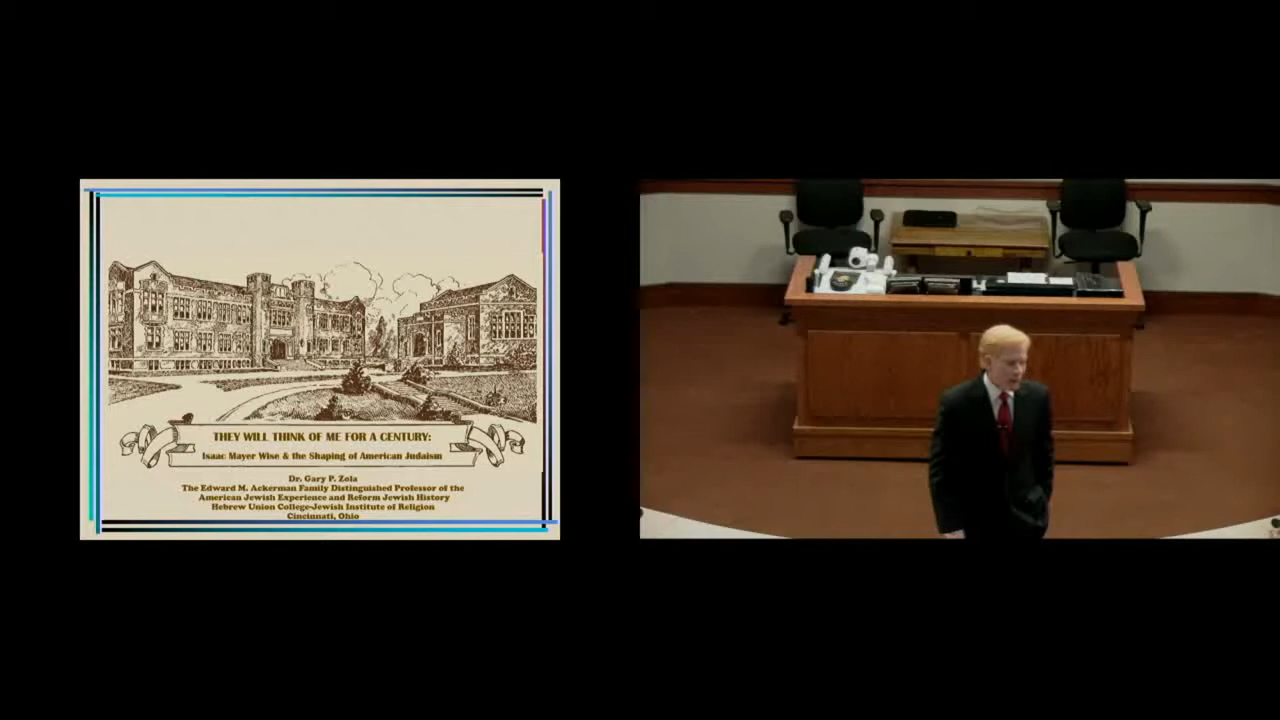 THEY WILL THINK OF ME FOR A CENTURY:
Isaac Mayer Wise & the Shaping of American Judaism
Dr. Gary P. Zola
The Edward M. Ackerman Family Distinguished Professor of the
American Jewish Experience and Reform Jewish History
Hebrew Union College-Jewish Institute of Religion
Cincinnati, Ohio